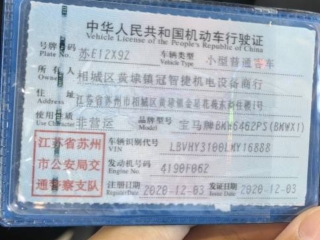 中华人民共和国机动车行驶证
Vehicle License of the People's Republic of China
号牌号码 Plate No. 苏E12X92 车辆类型 Vehicle Type 小型普通客车
所有人 相城区黄埭镇冠智捷机电设备商行
江苏省苏州市相城区黄埭镇金是花苑东商住楼
使用性质 Use Character 非营运 品牌型号 Model 宝马牌BMW6462PS(BMWX1)
江苏省苏州
市公安局交
通警察支队
车辆识别代号 VIN LBVHY3100LMY16888
发动机号码 Engine No. 4190F062
注册日期 Register Date 2020-12-03 发证日期 Issue Date 2020-12-03